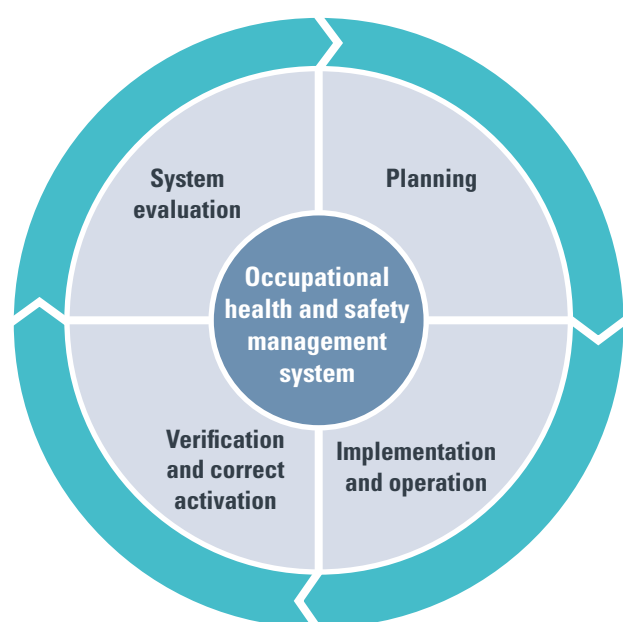 System
evaluation
Planning
Occupational
health and safety
management
system
Verification
and correct
activation
Implementation
and operation